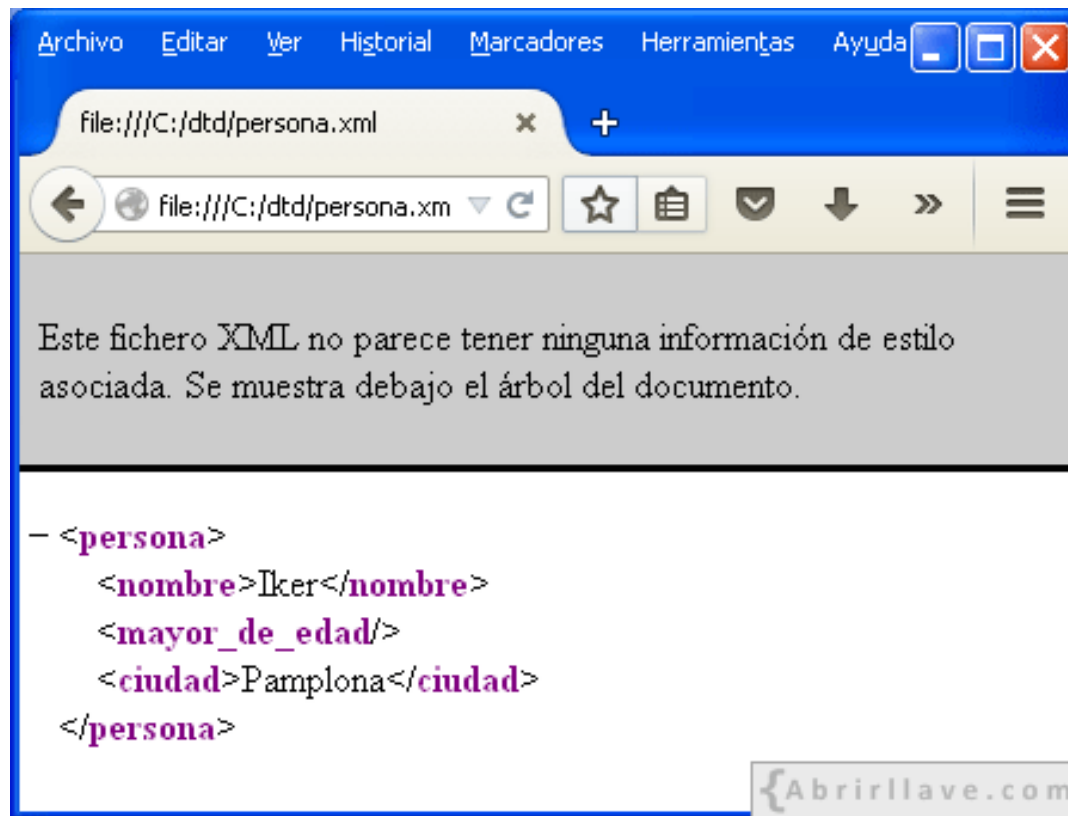 Archivo Editar Ver Historial Marcadores Herramientas Ayuda
file:///C:/dtd/persona.xml
file:///C:/dtd/persona.xm
Este fichero XML no parece tener ninguna información de estilo
asociada. Se muestra debajo el árbol del documento.
– <persona>
<nombre>Iker</nombre>
<mayor_de_edad/>
<ciudad>Pamplona</ciudad>
</persona>
{Abrirllave.com